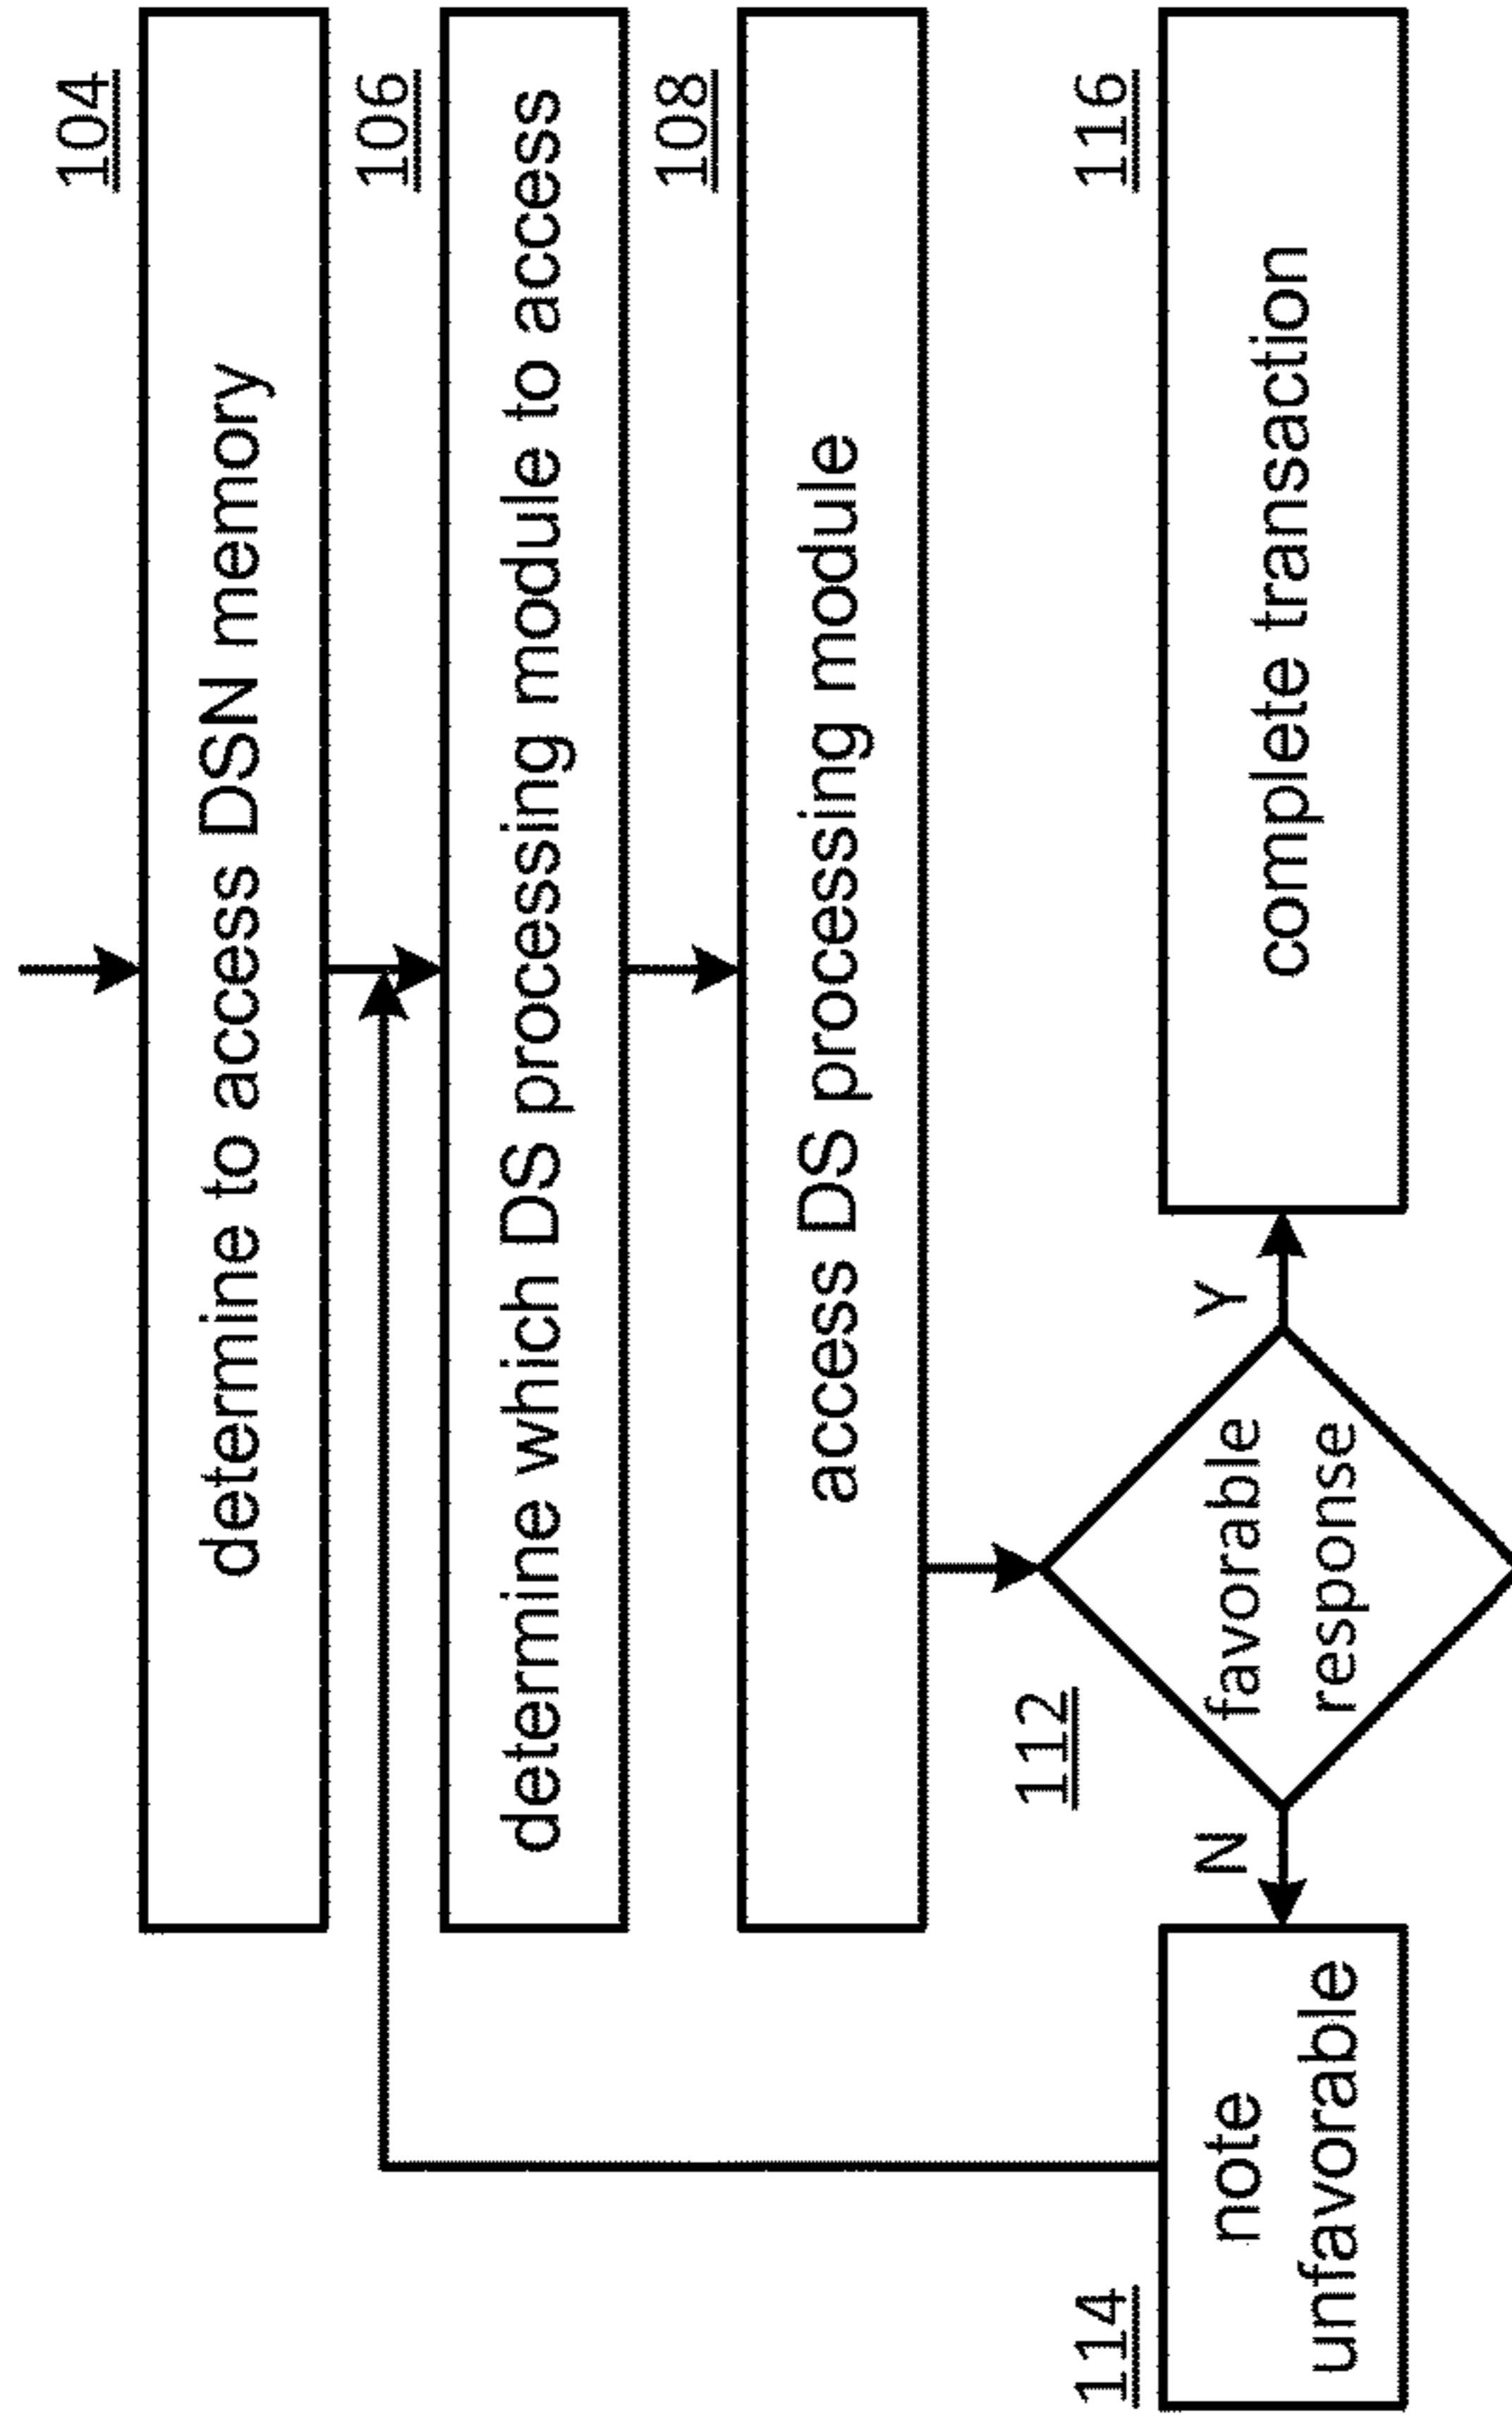 104
determine to access DSN memory
106
determine which DS processing module to access
108
access DS processing module
112
114
116
note
unfavorable
N
favorable
response
Y
complete transaction